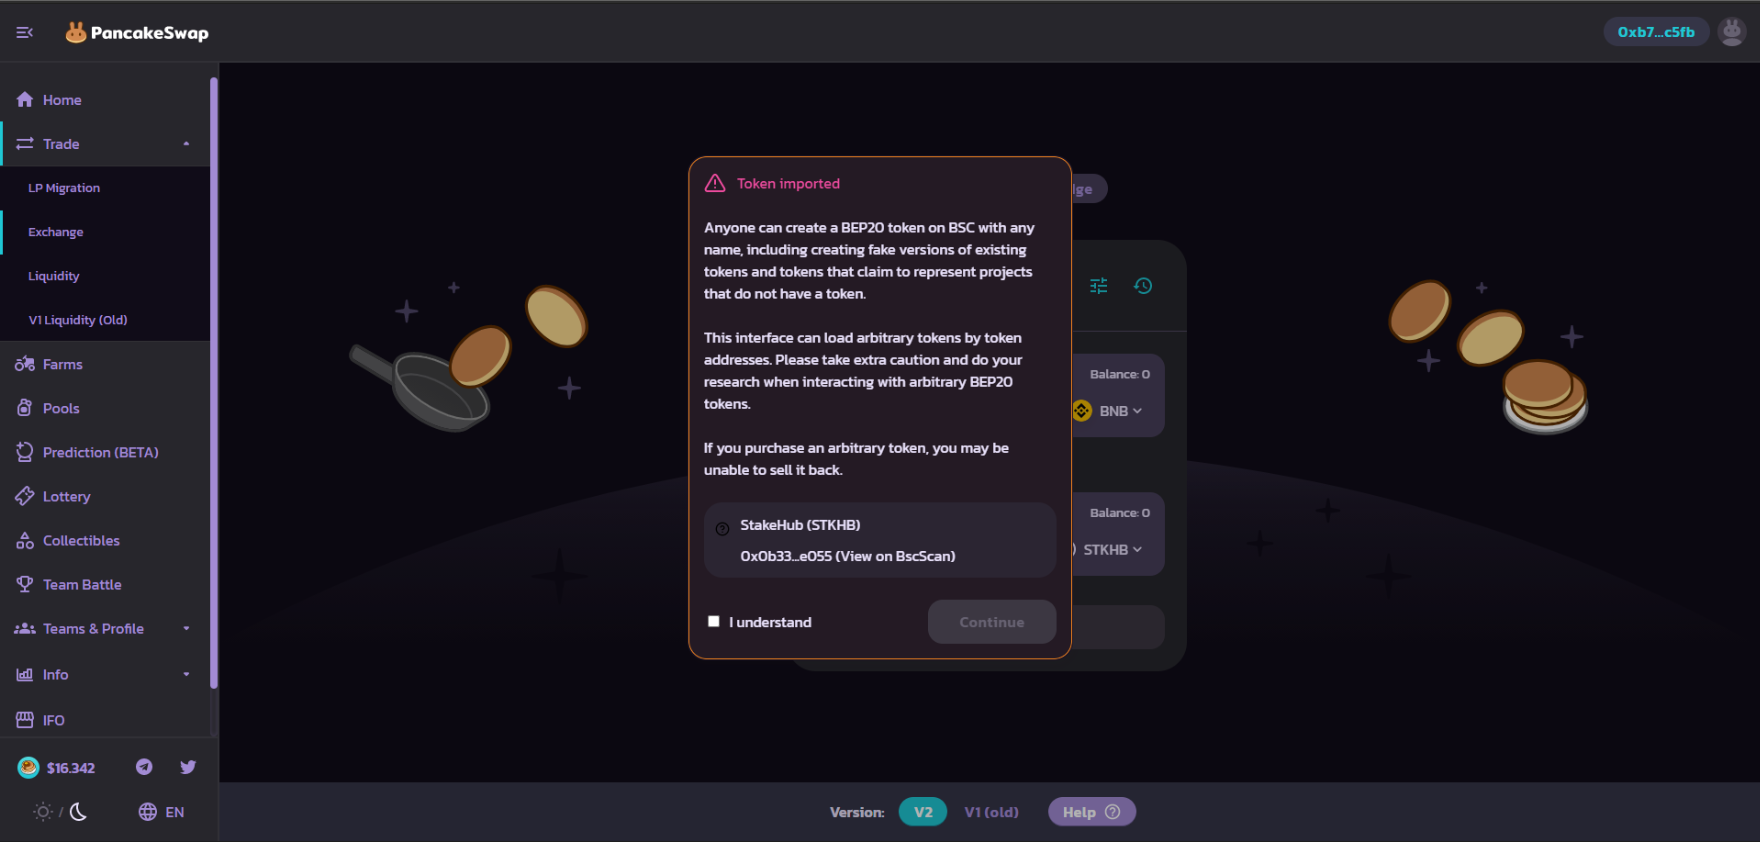 PancakeSwap
0xb7...c5fb
Home
Trade
LP Migration
Exchange
Liquidity
V1 Liquidity (Old)
Farms
Pools
Prediction (BETA)
Lottery
Collectibles
Team Battle
Teams & Profile
Info
IFO
$16.342
/
EN
Token imported
Anyone can create a BEP20 token on BSC with any
name, including creating fake versions of existing
tokens and tokens that claim to represent projects
that do not have a token.
This interface can load arbitrary tokens by token
addresses. Please take extra caution and do your
research when interacting with arbitrary BEP20
tokens.
If you purchase an arbitrary token, you may be
unable to sell it back.
StakeHub (STKHB)
0x0b33...e055 (View on BscScan)
I understand
Continue
Balance: 0
BNB
Balance: 0
STKHB
Version:
V2
V1 (old)
Help